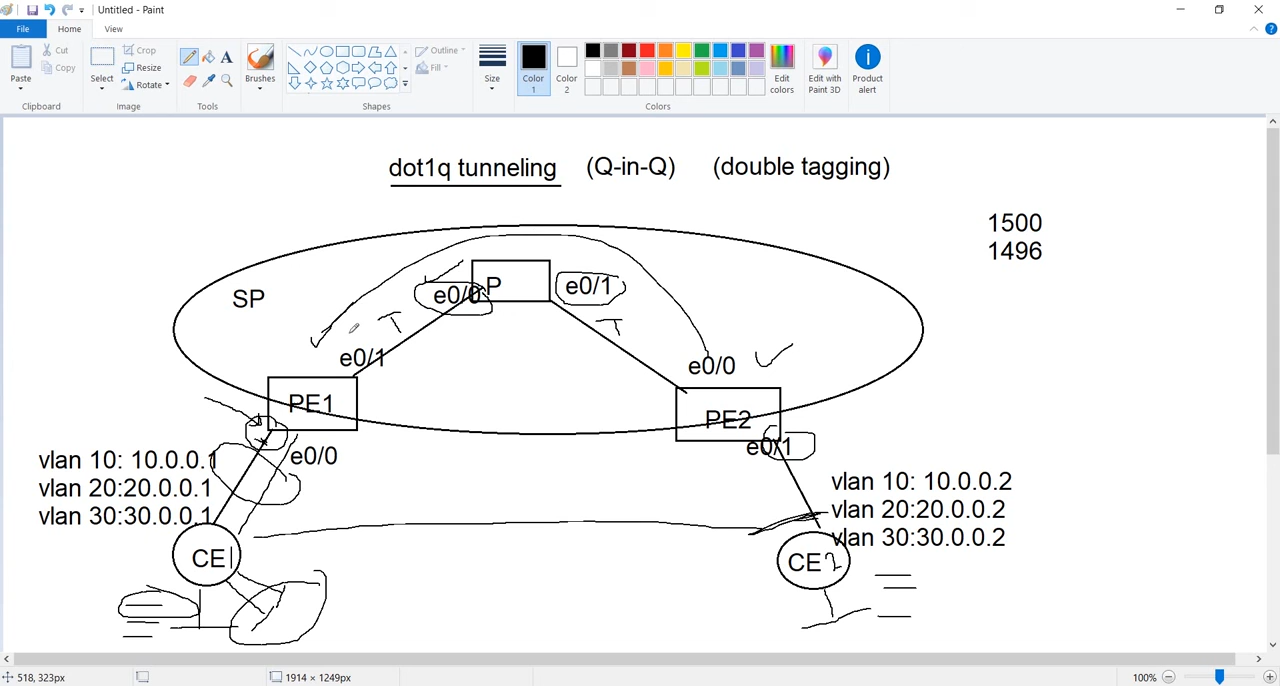 Untitled - Paint
File
Home
View
Paste
Cut
Copy
Clipboard
Select
Crop
Resize
Rotate
Image
Tools
Brushes
Shapes
Outline
Fill
Size
Color 1
Color 2
Colors
Edit colors
Edit with Paint 3D
Product alert
dot1q tunneling (Q-in-Q) (double tagging)
1500
1496
SP
P
e0/0
e0/1
T
T
e0/1
e0/0
PE1
PE2
e0/0
e0/1
vlan 10: 10.0.0.1
vlan 20:20.0.0.1
vlan 30:30.0.0.1
vlan 10: 10.0.0.2
vlan 20:20.0.0.2
vlan 30:30.0.0.2
CE1
CE2
518, 323px
1914 × 1249px
100%